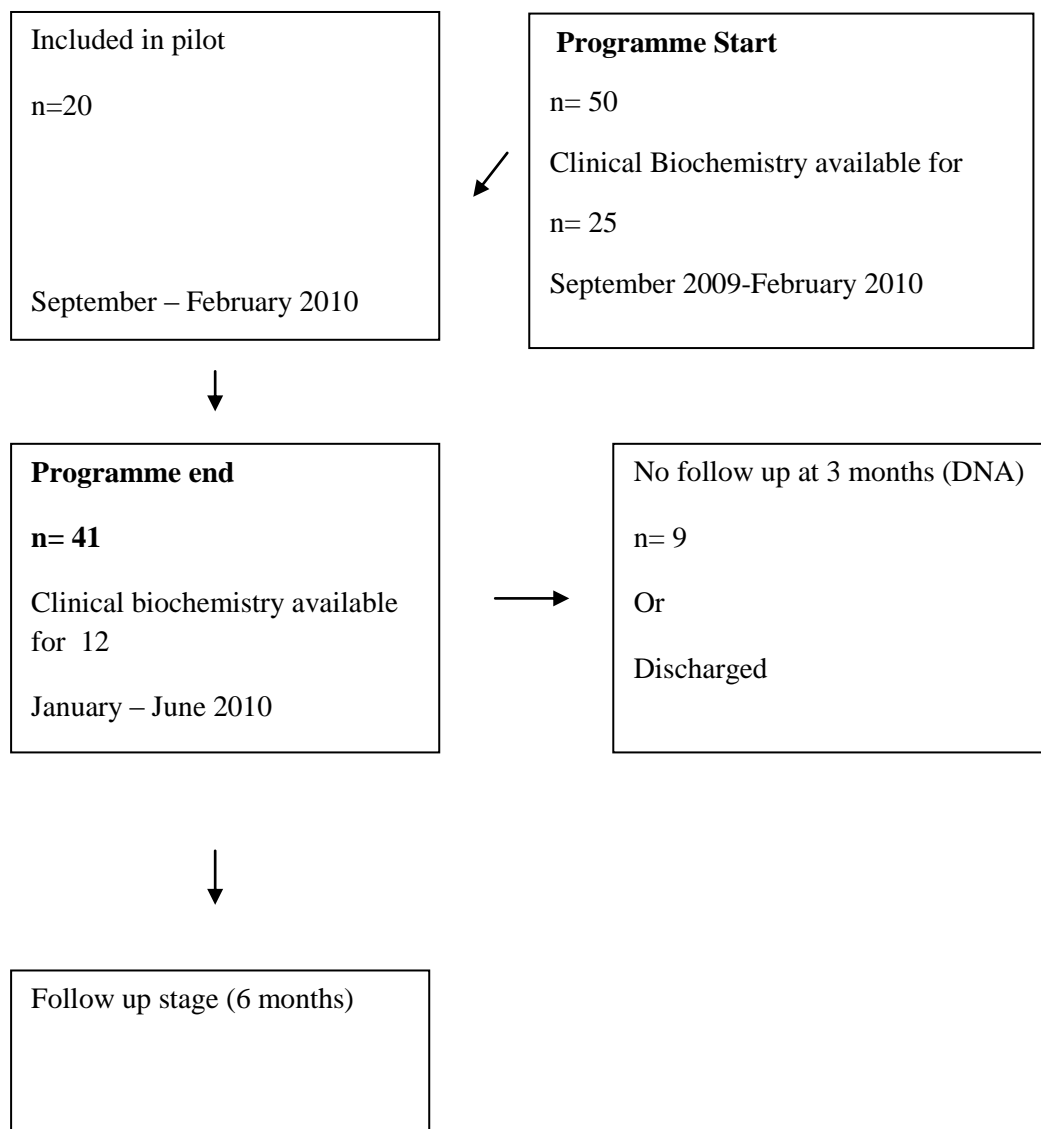 Included in pilot
n=20
September – February 2010
Programme Start
n= 50
Clinical Biochemistry available for
n= 25
September 2009-February 2010
Programme end
n= 41
Clinical biochemistry available
for 12
January – June 2010
No follow up at 3 months (DNA)
n= 9
Or
Discharged
Follow up stage (6 months)